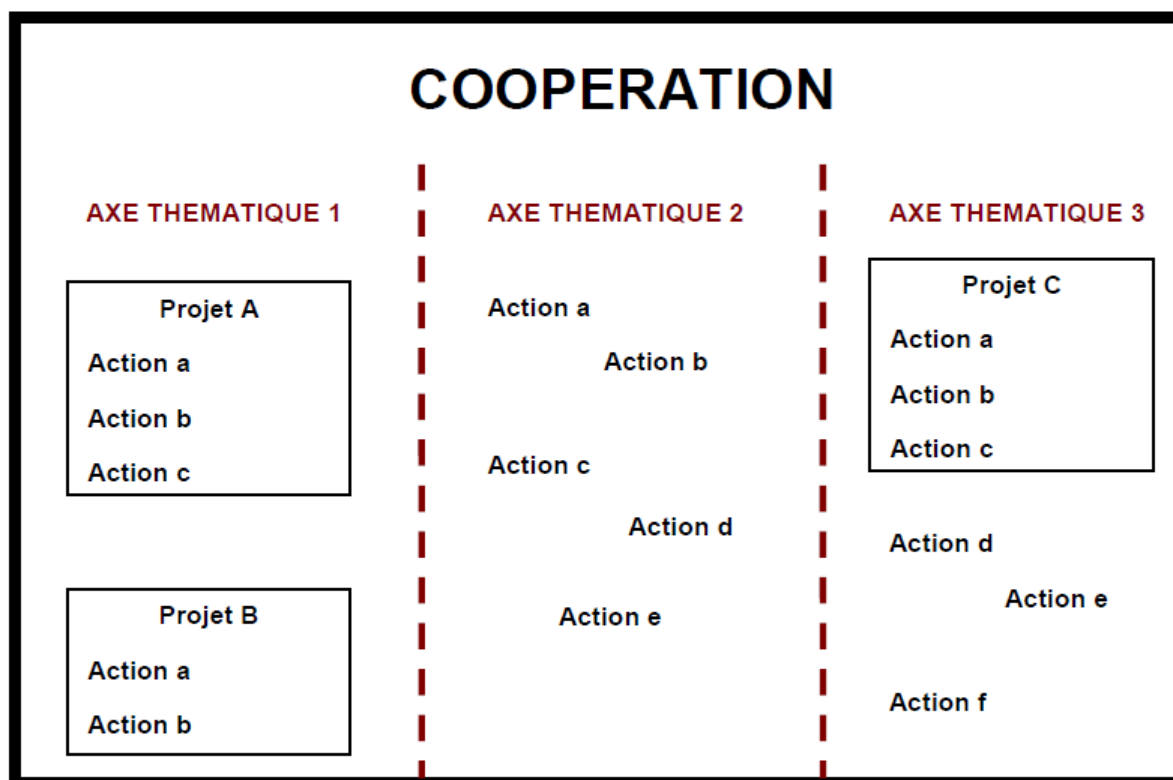 COOPERATION
AXE THEMATIQUE 1
Projet A
Action a
Action b
Action c
Projet B
Action a
Action b
AXE THEMATIQUE 2
Action a
Action b
Action c
Action d
Action e
AXE THEMATIQUE 3
Projet C
Action a
Action b
Action c
Action d
Action e
Action f